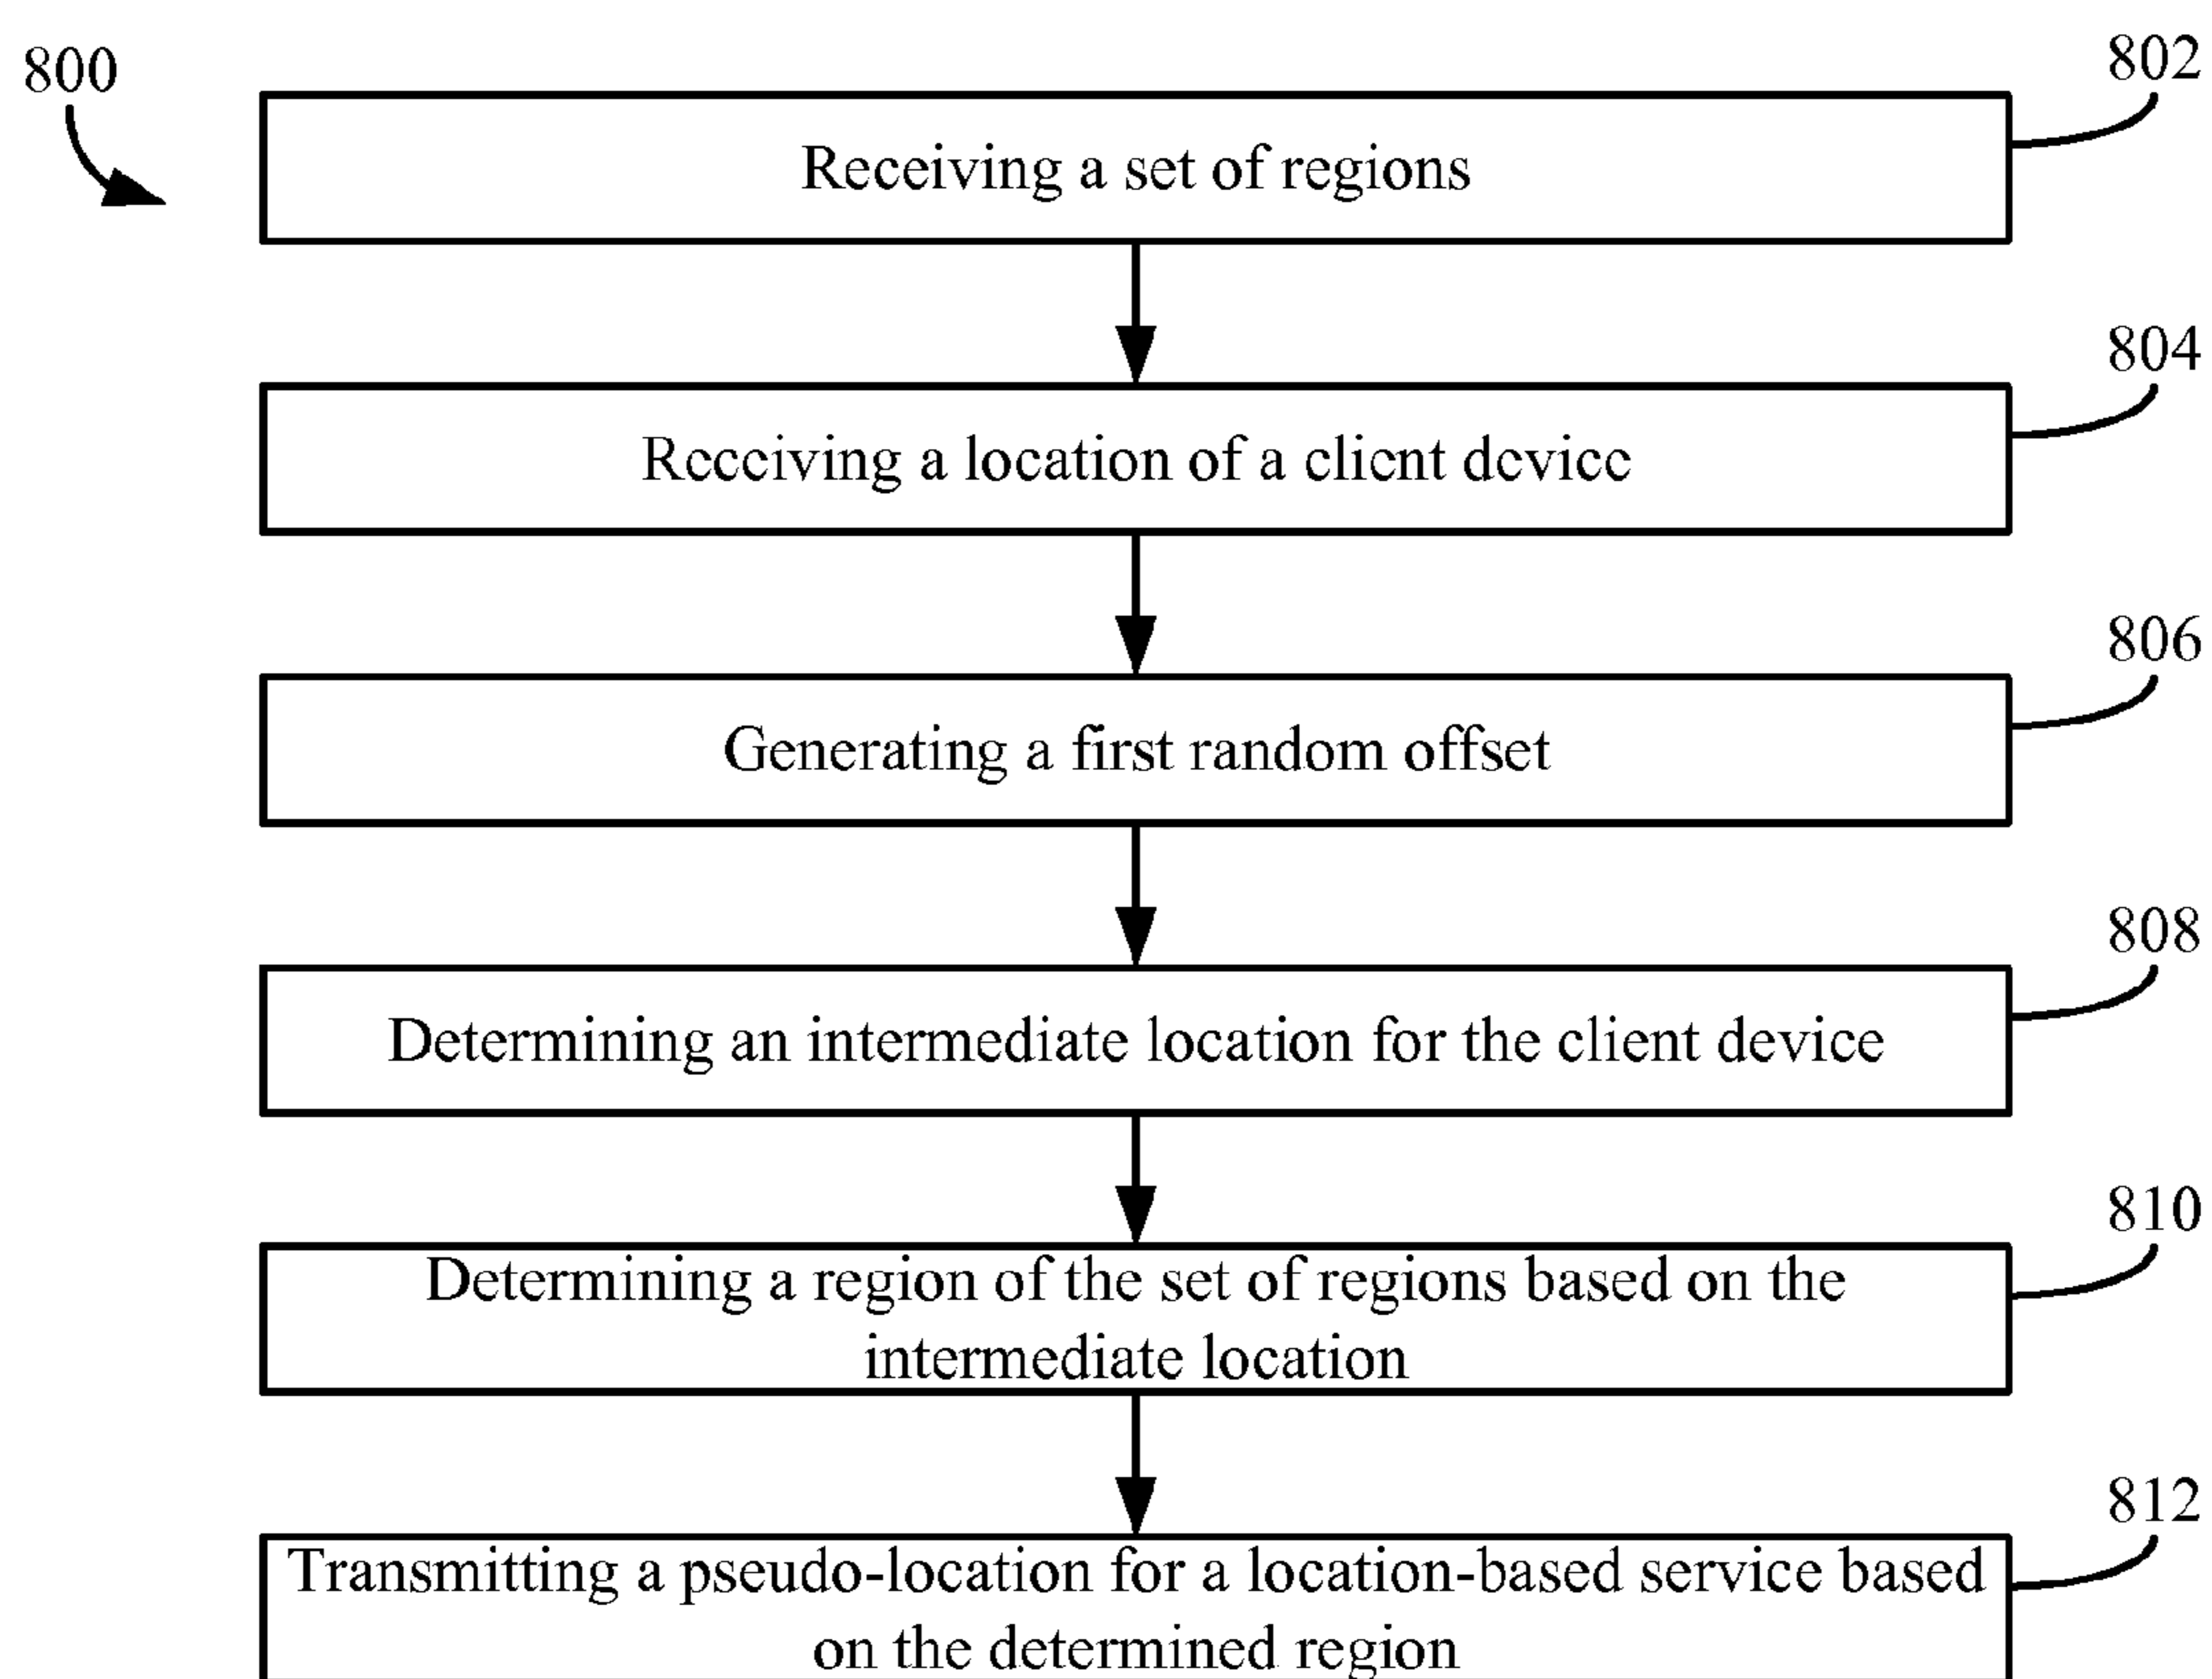 800
802
Receiving a set of regions
804
Receiving a location of a client device
806
Generating a first random offset
808
Determining an intermediate location for the client device
810
Determining a region of the set of regions based on the
intermediate location
812
Transmitting a pseudo-location for a location-based service based
on the determined region